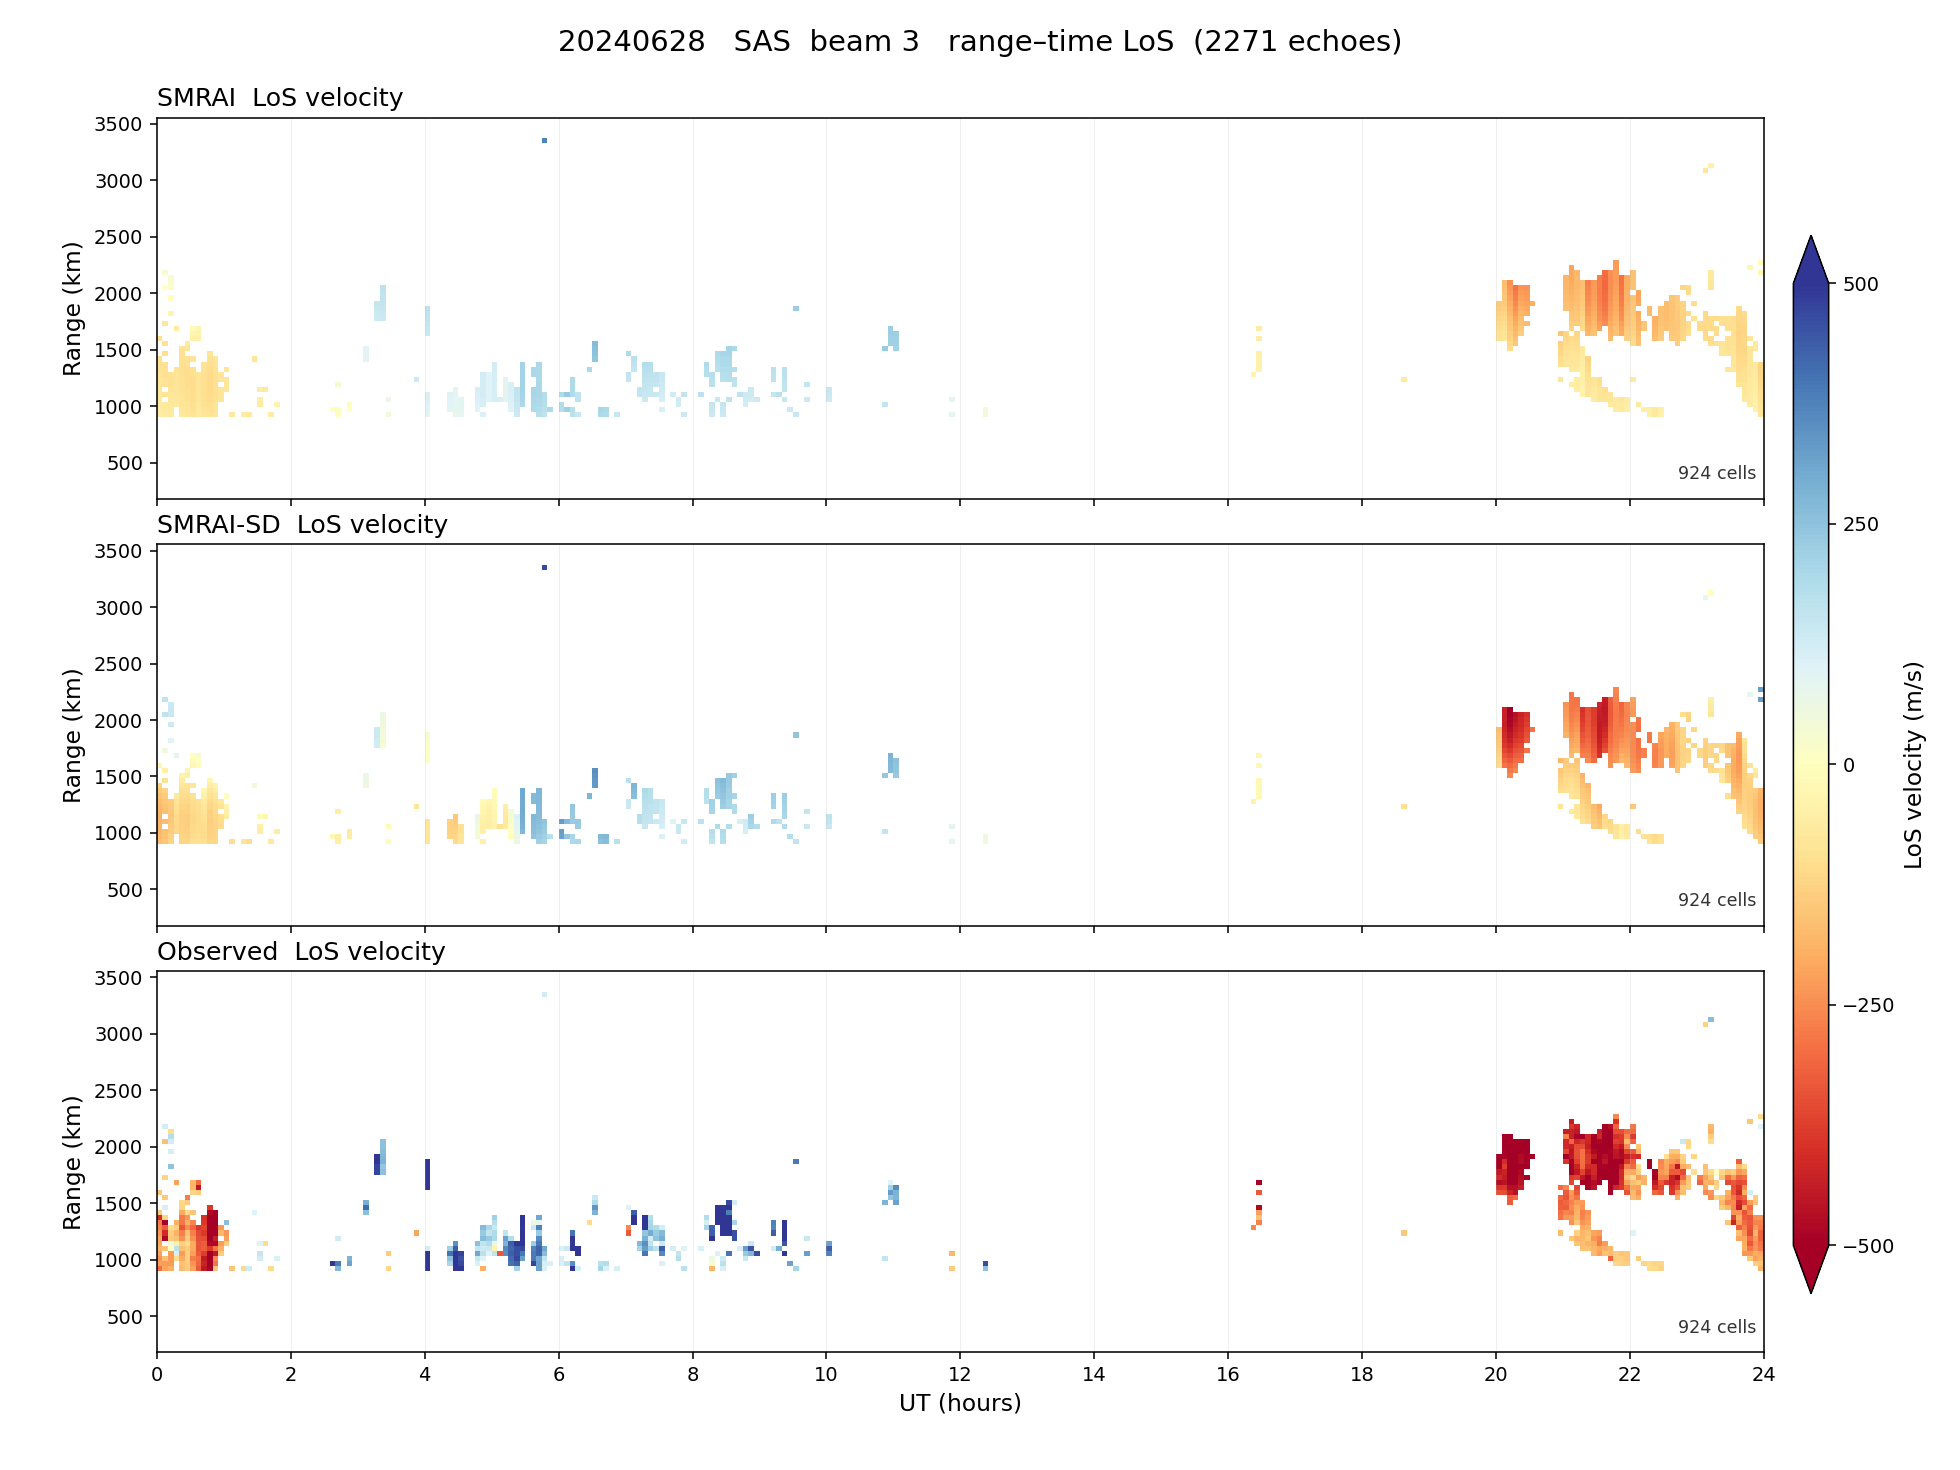 20240628   SAS  beam 3   range–time LoS  (2271 echoes)
SMRAI  LoS velocity
3500
3000
2500
2000
1500
1000
500
Range (km)
924 cells
SMRAI-SD  LoS velocity
3500
3000
2500
2000
1500
1000
500
Range (km)
924 cells
Observed  LoS velocity
3500
3000
2500
2000
1500
1000
500
Range (km)
924 cells
0 2 4 6 8 10 12 14 16 18 20 22 24
UT (hours)
500
250
0
−250
−500
LoS velocity (m/s)